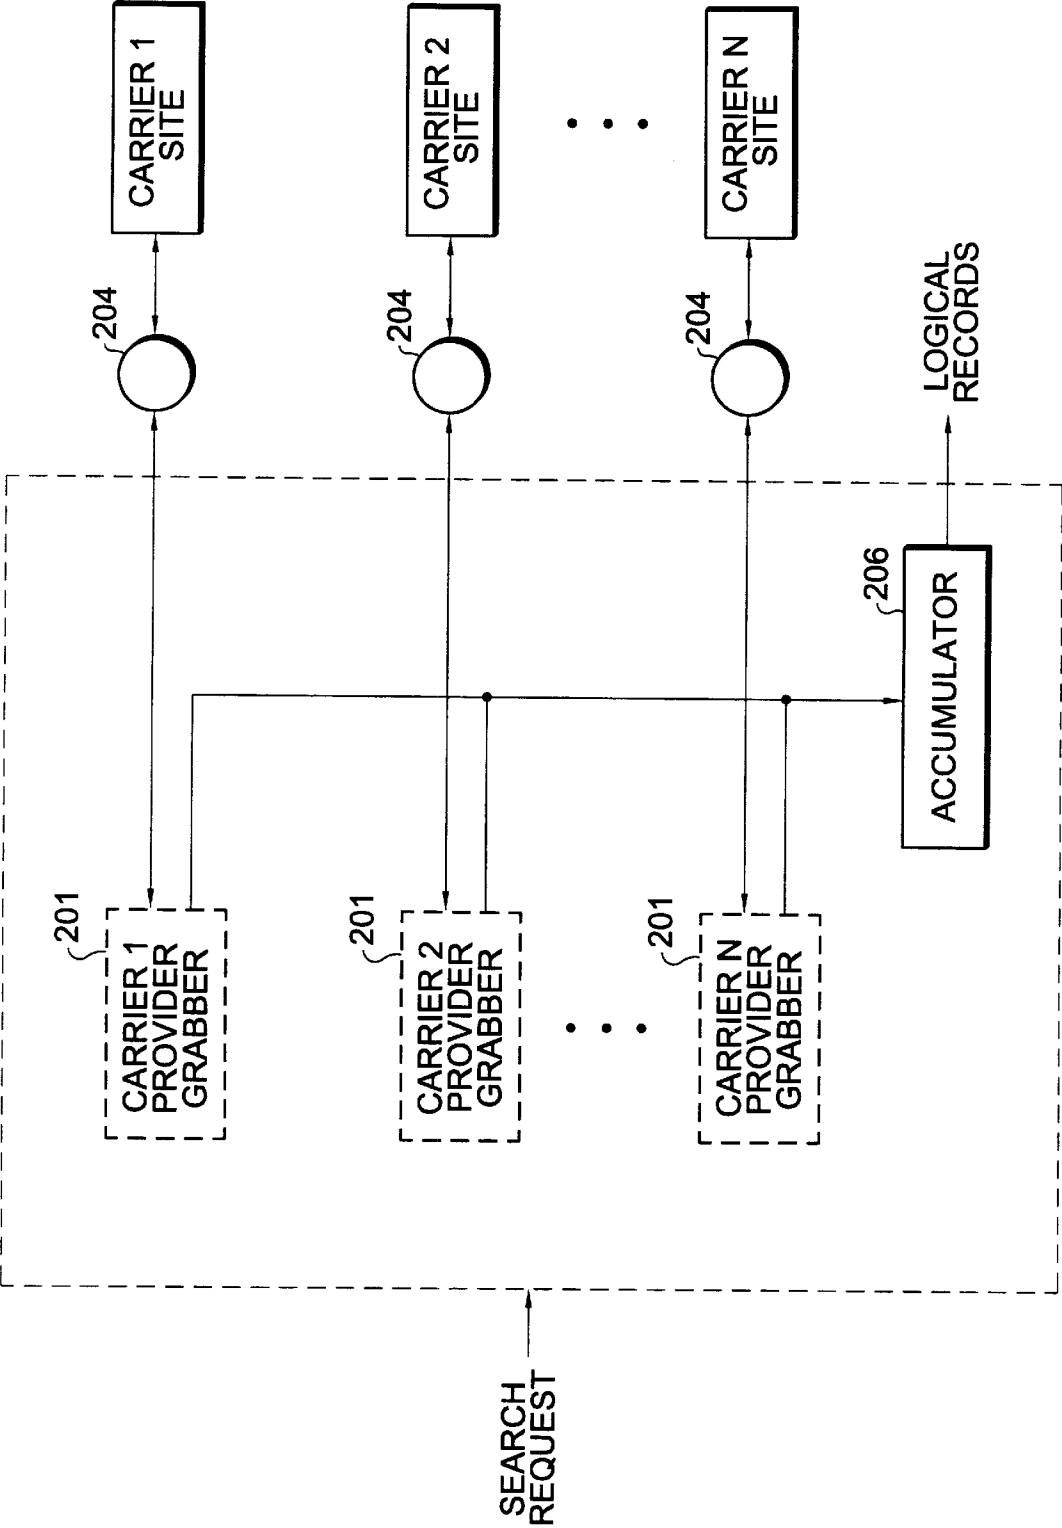 CARRIER 1
PROVIDER
GRABBER
201
204
CARRIER 1
SITE
CARRIER 2
PROVIDER
GRABBER
201
204
CARRIER 2
SITE
SEARCH
REQUEST
CARRIER N
PROVIDER
GRABBER
201
204
CARRIER N
SITE
ACCUMULATOR
206
LOGICAL
RECORDS